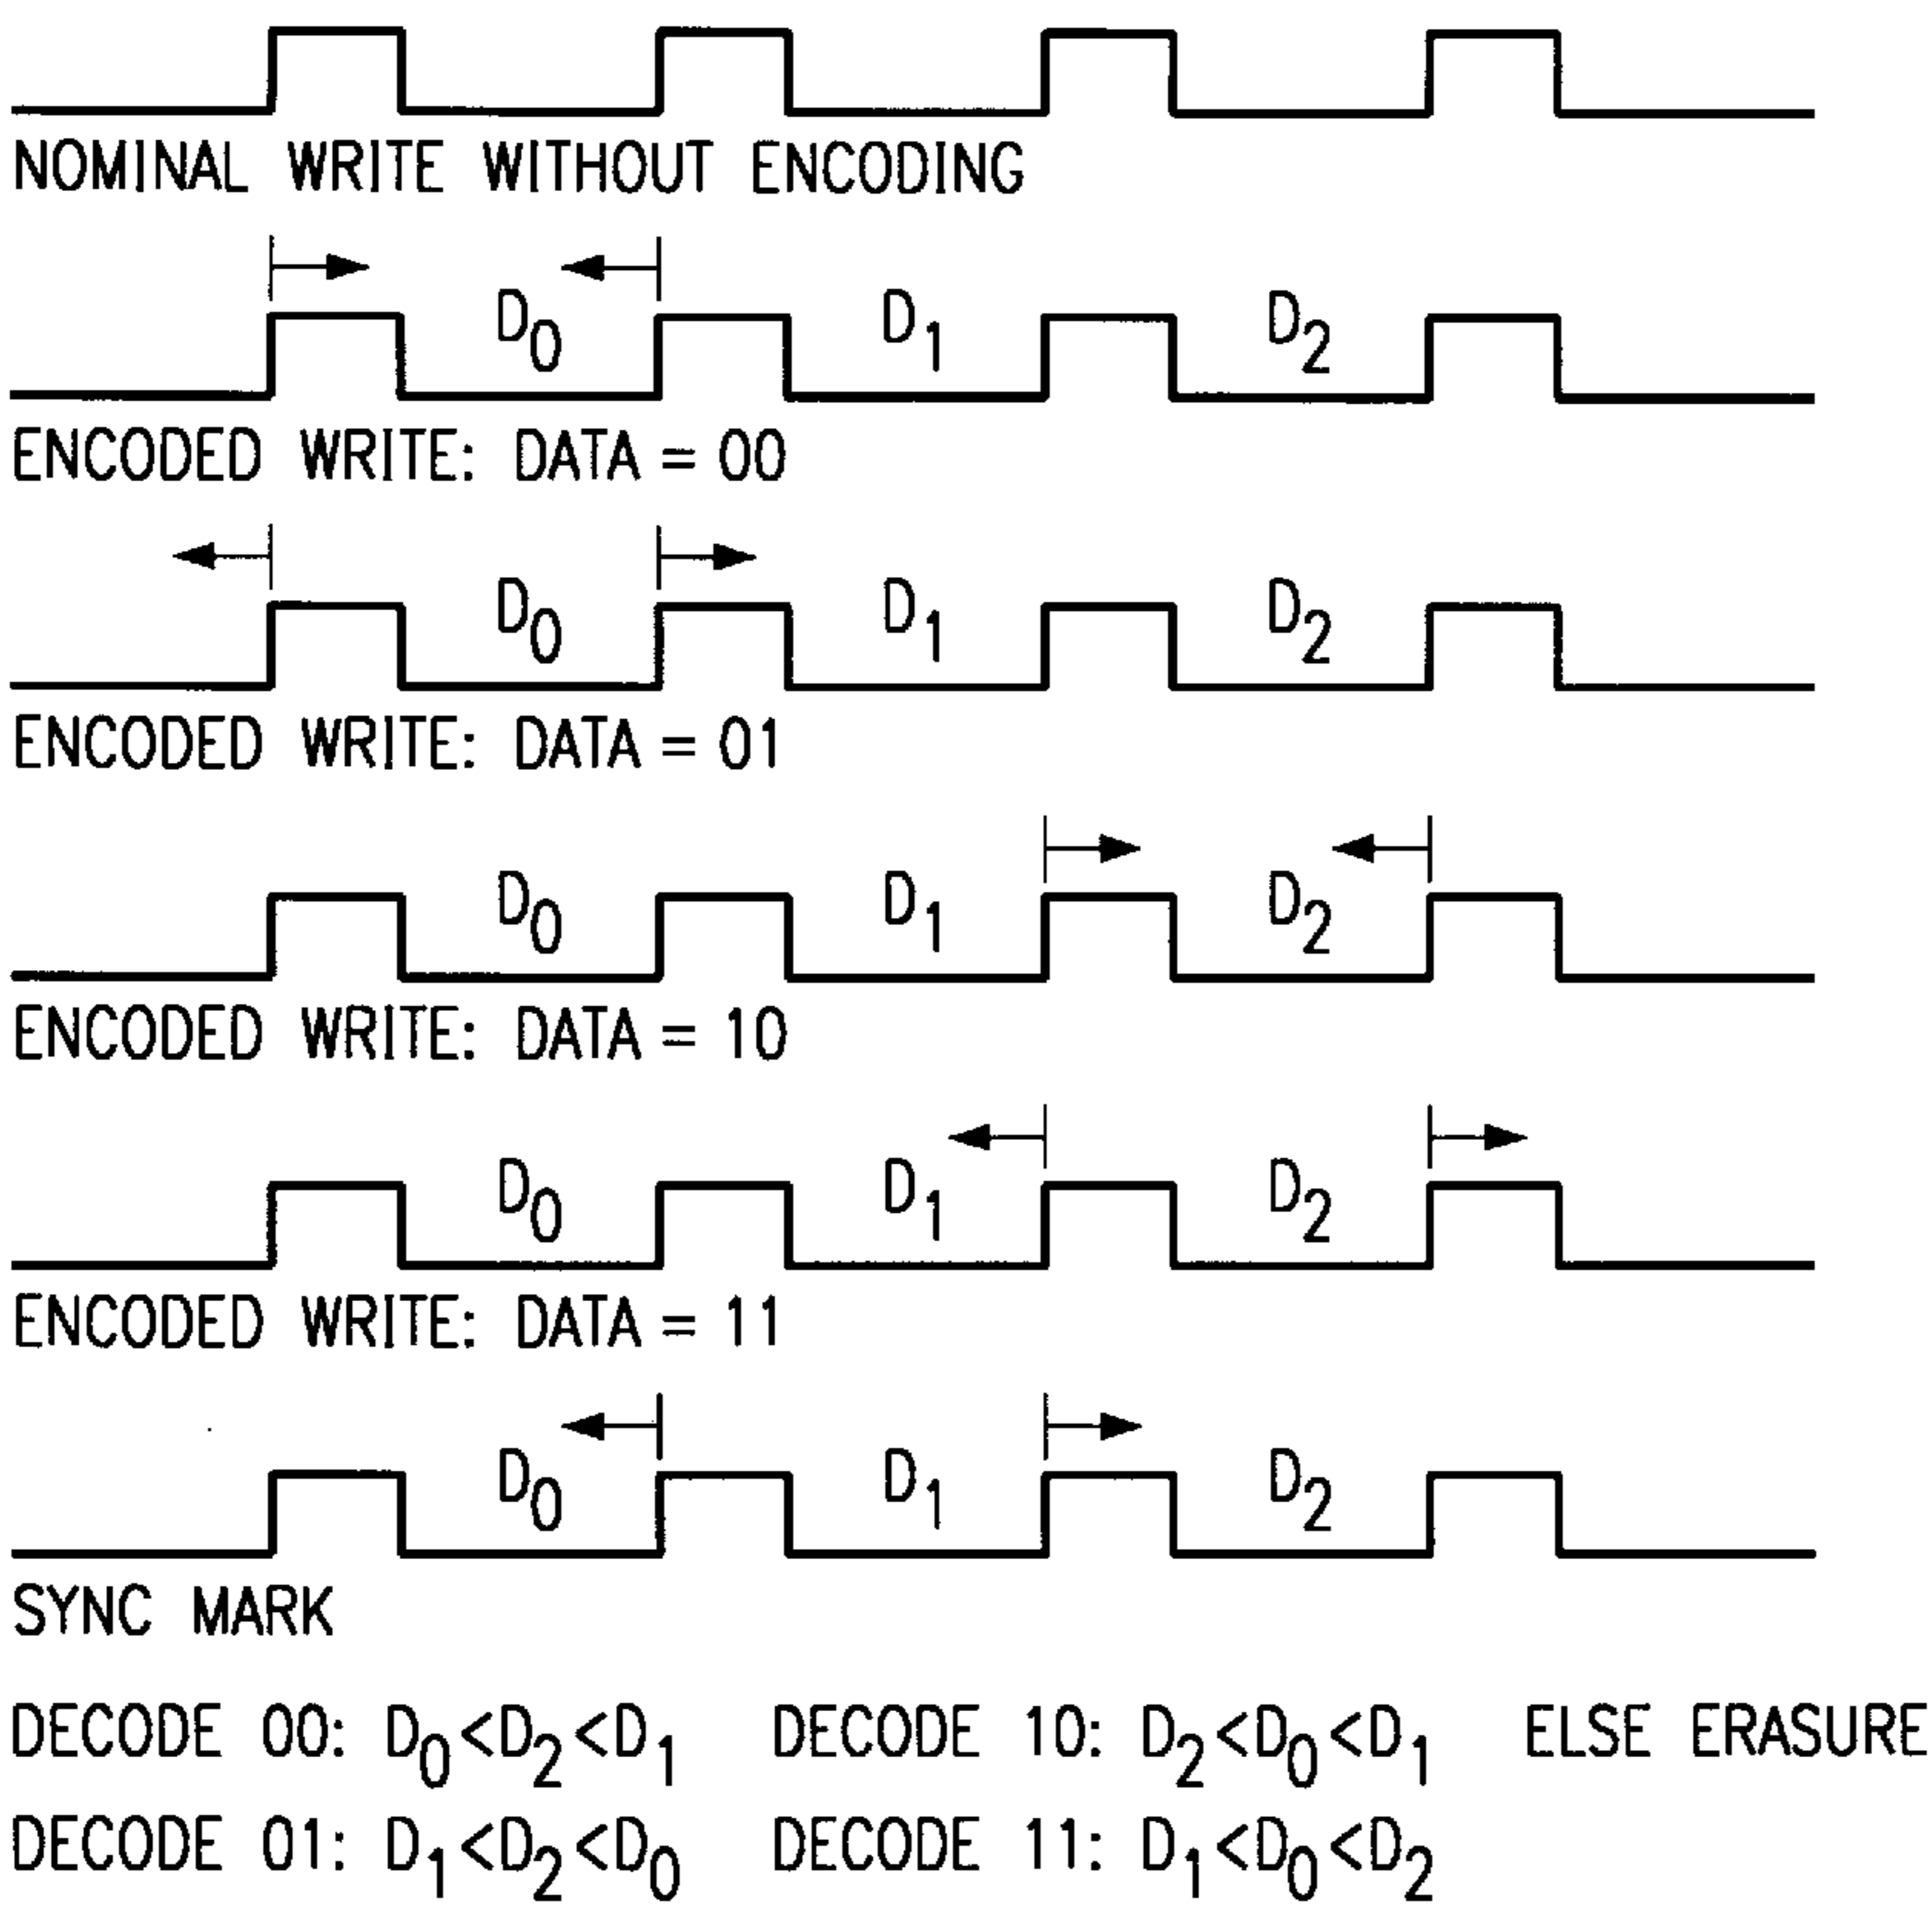 NOMINAL WRITE WITHOUT ENCODING
D0 D1 D2
ENCODED WRITE: DATA = 00
D0 D1 D2
ENCODED WRITE: DATA = 01
D0 D1 D2
ENCODED WRITE: DATA = 10
D0 D1 D2
ENCODED WRITE: DATA = 11
D0 D1 D2
SYNC MARK
DECODE 00: D0<D2<D1 DECODE 10: D2<D0<D1 ELSE ERASURE
DECODE 01: D1<D2<D0 DECODE 11: D1<D0<D2